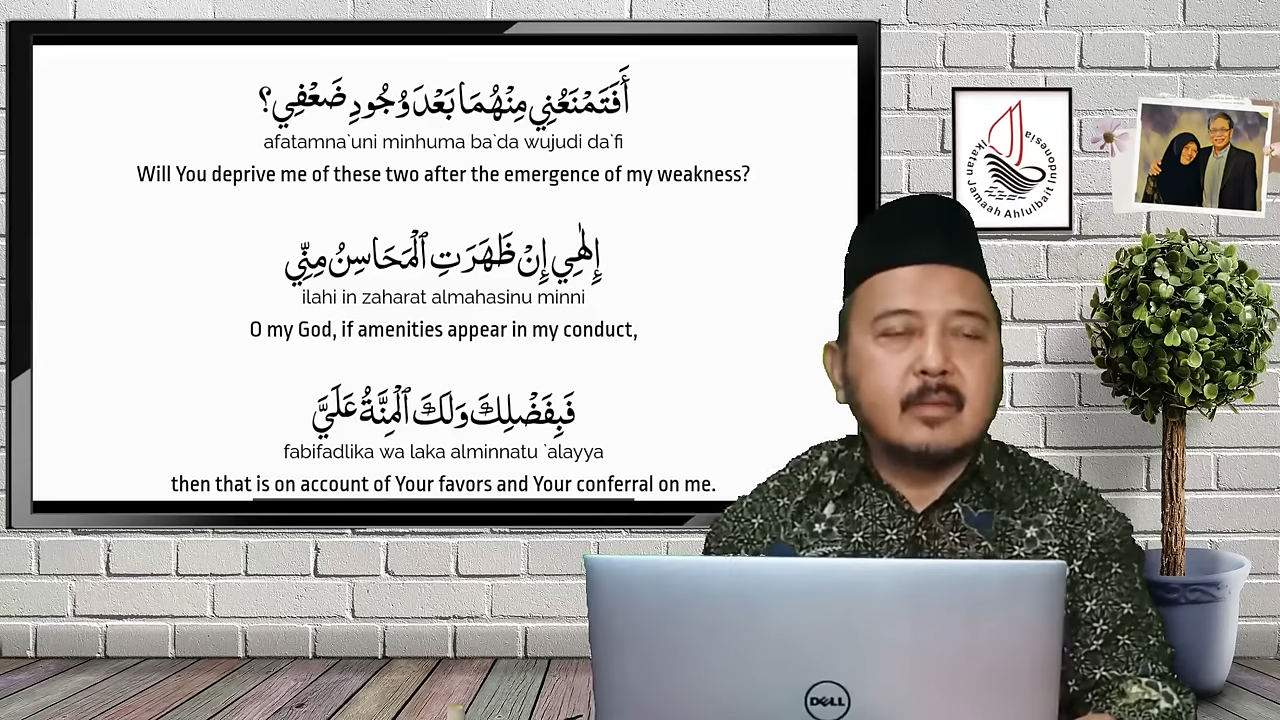 أَفَتَمْنَعُنِي مِنْهُمَا بَعْدَ وُجُودِ ضَعْفِي؟
afatamna`uni minhuma ba`da wujudi da`fi
Will You deprive me of these two after the emergence of my weakness?
إِلٰهِي إِنْ ظَهَرَتِ ٱلْمَحَاسِنُ مِنِّي
ilahi in zaharat almahasinu minni
O my God, if amenities appear in my conduct,
فَبِفَضْلِكَ وَلَكَ ٱلْمِنَّةُ عَلَيَّ
fabifadlika wa laka alminnatu `alayya
then that is on account of Your favors and Your conferral on me.
Ikatan Jamaah Ahlulbait Indonesia
DELL